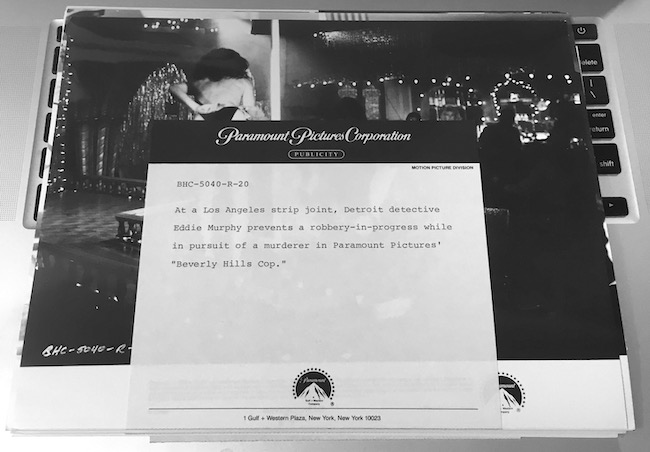 Paramount Pictures Corporation
PUBLICITY
MOTION PICTURE DIVISION
BHC-5040-R-20
At a Los Angeles strip joint, Detroit detective
Eddie Murphy prevents a robbery-in-progress while
in pursuit of a murderer in Paramount Pictures'
"Beverly Hills Cop."
BHC-5040-R-
Paramount
Paramount
1 Gulf + Western Plaza, New York, New York 10023
elete
enter
return
shift